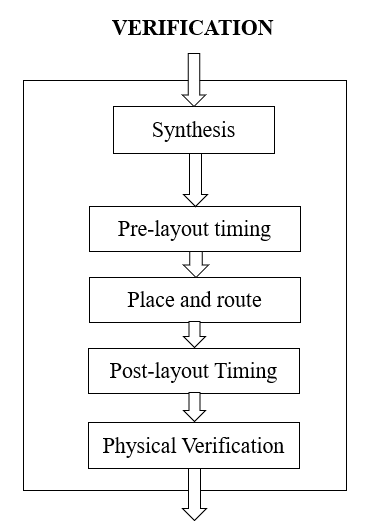 VERIFICATION
Synthesis
Pre-layout timing
Place and route
Post-layout Timing
Physical Verification